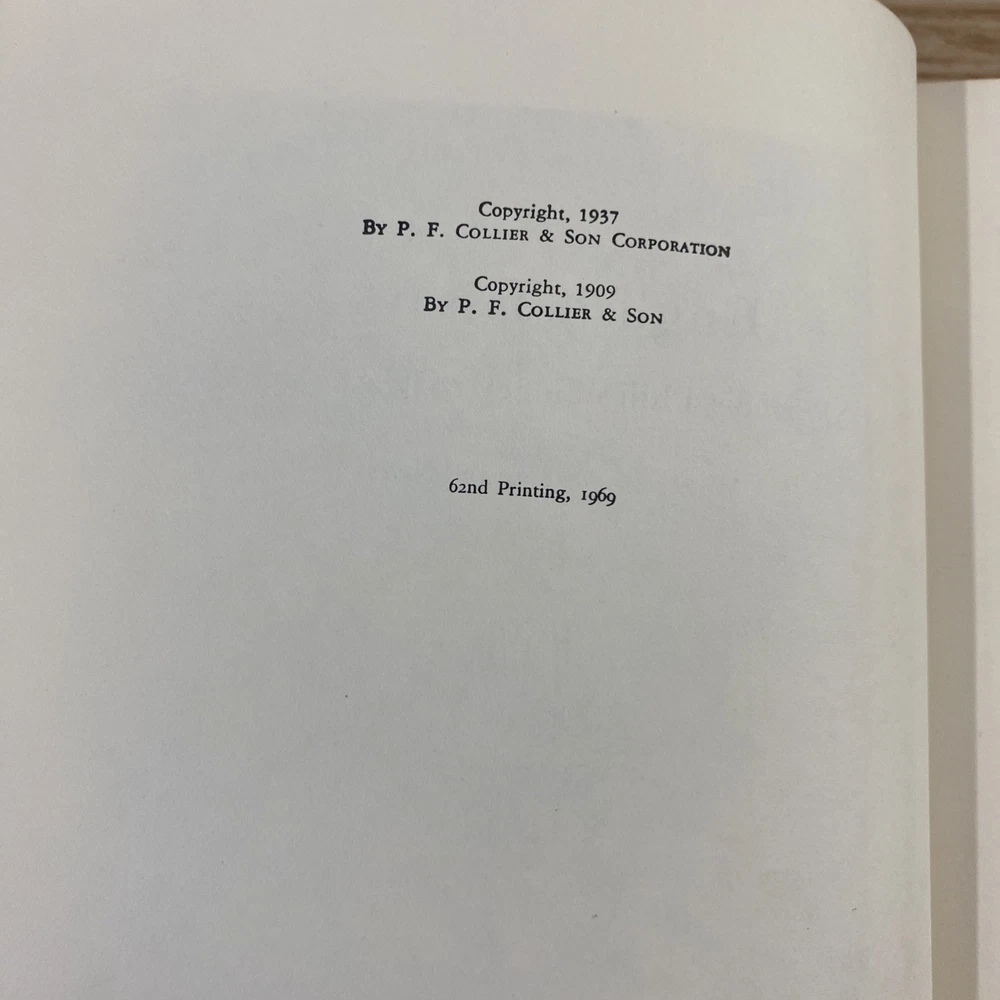 Copyright, 1937
By P. F. Collier & Son Corporation
Copyright, 1909
By P. F. Collier & Son
62nd Printing, 1969